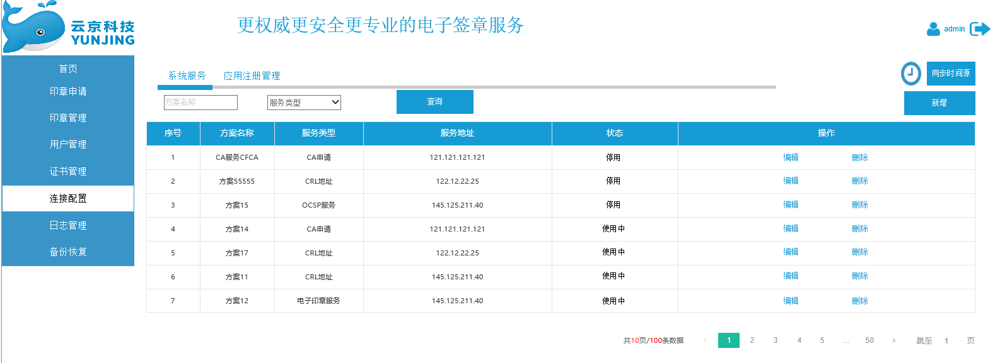 云京科技
YUNJING
更权威更安全更专业的电子签章服务
admin
首页
印章申请
印章管理
用户管理
证书管理
连接配置
日志管理
备份恢复
系统服务 应用注册管理
同步时间源
方案名称 服务类型 查询 新增
序号 方案名称 服务类型 服务地址 状态 操作
1 CA服务CFCA CA申请 121.121.121.121 停用 编辑 删除
2 方案55555 CRL地址 122.12.22.25 停用 编辑 删除
3 方案15 OCSP服务 145.125.211.40 停用 编辑 删除
4 方案14 CA申请 121.121.121.121 使用中 编辑 删除
5 方案17 CRL地址 122.12.22.25 使用中 编辑 删除
6 方案11 CRL地址 145.125.211.40 使用中 编辑 删除
7 方案12 电子印章服务 145.125.211.40 使用中 编辑 删除
共10页/100条数据 < 1 2 3 4 5 ... 50 > 跳至 1 页